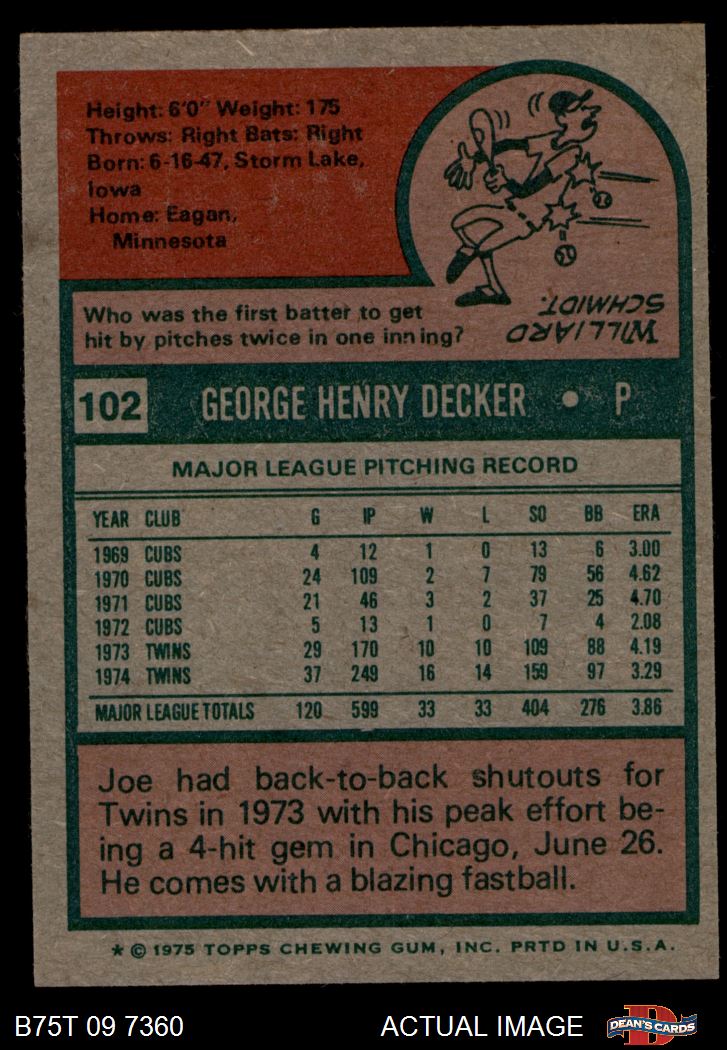 Height: 6'0" Weight: 175
Throws: Right Bats: Right
Born: 6-16-47, Storm Lake,
Iowa
Home: Eagan,
Minnesota
Who was the first batter to get
hit by pitches twice in one inning?
WILLIARD
SCHMIDT.
102 GEORGE HENRY DECKER • P
MAJOR LEAGUE PITCHING RECORD
YEAR CLUB G IP W L SO BB ERA
1969 CUBS 4 12 1 0 13 6 3.00
1970 CUBS 24 109 2 7 79 56 4.62
1971 CUBS 21 46 3 2 37 25 4.70
1972 CUBS 5 13 1 0 7 4 2.08
1973 TWINS 29 170 10 10 109 88 4.19
1974 TWINS 37 249 16 14 159 97 3.29
MAJOR LEAGUE TOTALS 120 599 33 33 404 276 3.86
Joe had back-to-back shutouts for
Twins in 1973 with his peak effort be-
ing a 4-hit gem in Chicago, June 26.
He comes with a blazing fastball.
* © 1975 TOPPS CHEWING GUM, INC. PRTD IN U.S.A.
B75T 09 7360 ACTUAL IMAGE D DEAN'S CARDS